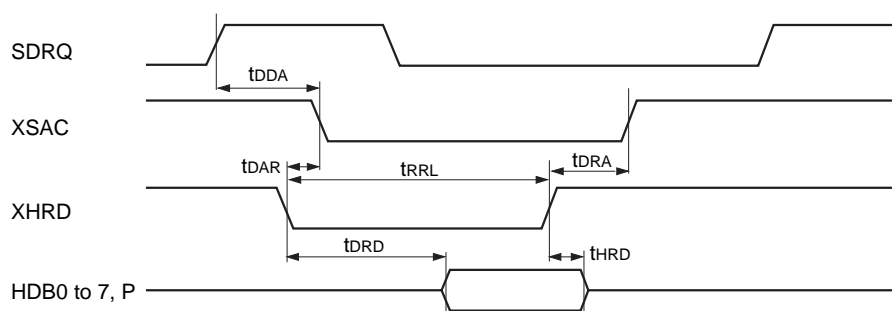 SDRQ
tDDA
XSAC
tDAR
tRRL
tDRA
XHRD
tDRD
tHRD
HDB0 to 7, P